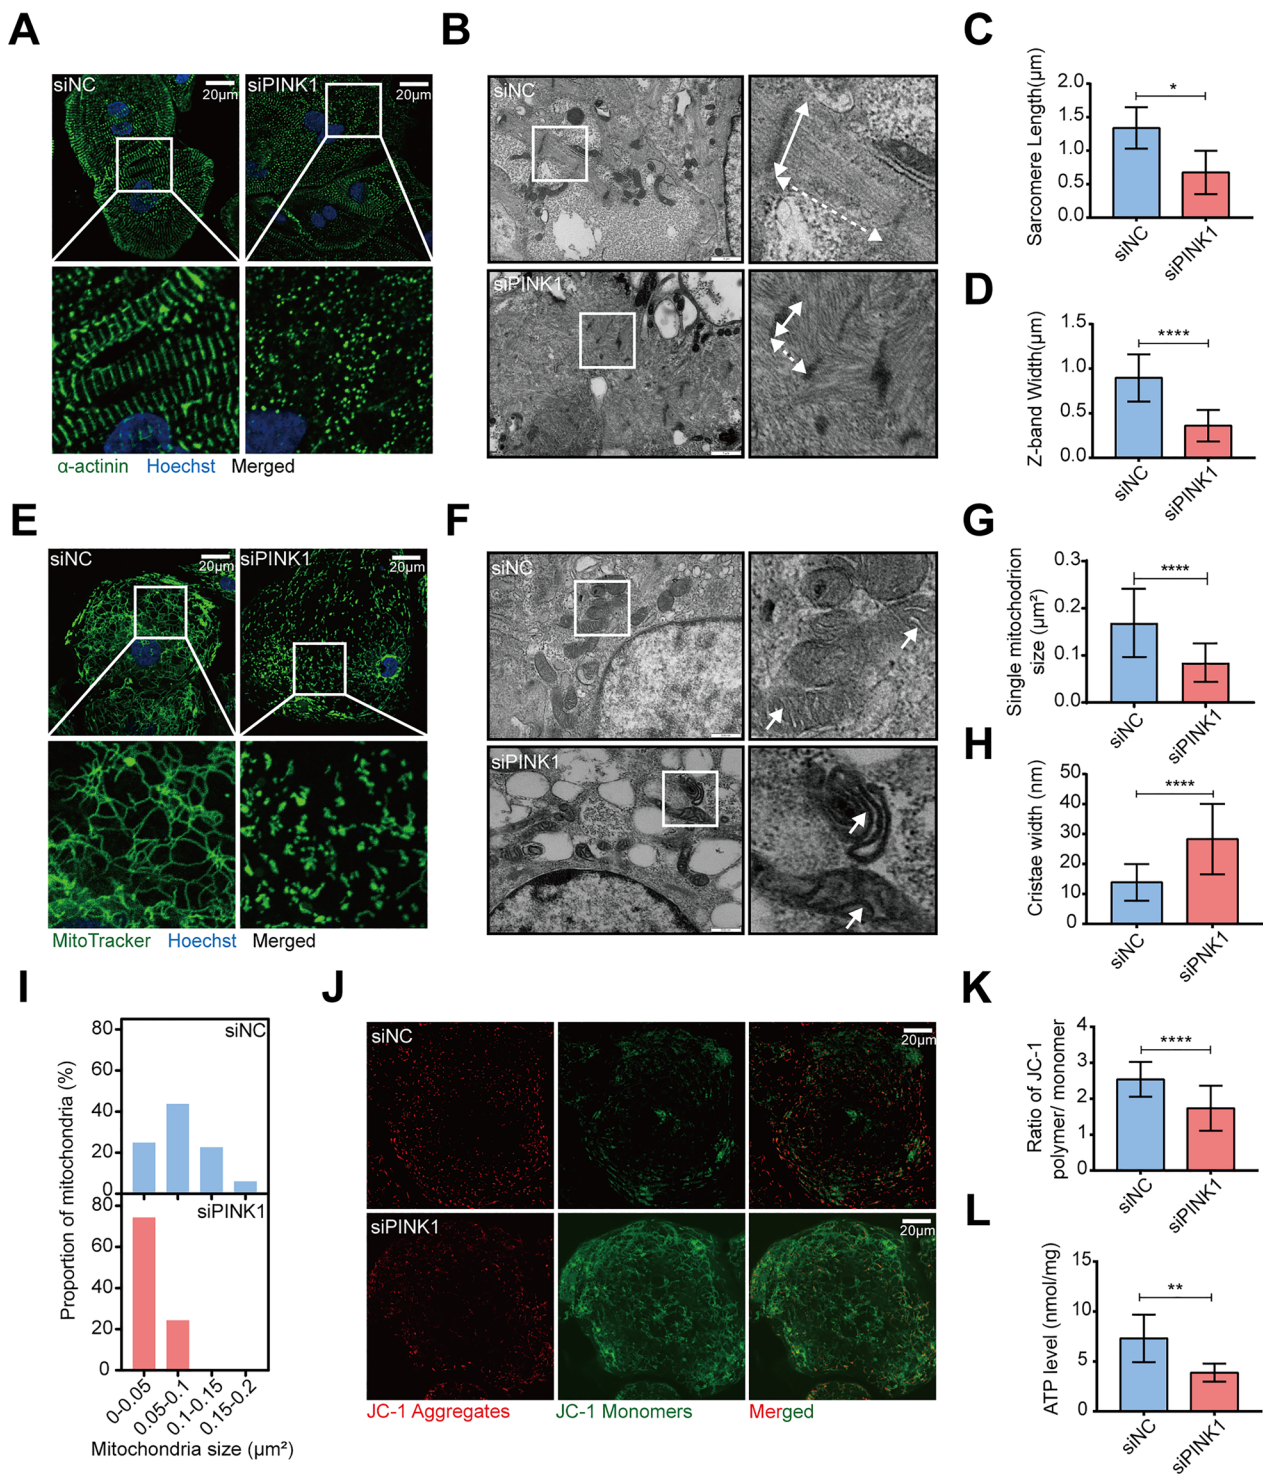 A
siNC
20μm
siPINK1
20μm
α-actinin Hoechst Merged
B
siNC
siPINK1
C
Sarcomere Length(μm)
2.0
1.5
1.0
0.5
0.0
*
siNC
siPINK1
D
Z-band Width(μm)
1.5
1.0
0.5
0.0
****
siNC
siPINK1
E
siNC
20μm
siPINK1
20μm
MitoTracker Hoechst Merged
F
siNC
siPINK1
G
Single mitochodrion
size (μm²)
0.3
0.2
0.1
0.0
****
siNC
siPINK1
H
Cristae width (nm)
50
40
30
20
10
0
****
siNC
siPNK1
I
Proportion of mitochondria (%)
80
60
40
20
0
siNC
80
60
40
20
0
siPINK1
0-0.05
0.05-0.1
0.1-0.15
0.15-0.2
Mitochondria size (μm²)
J
siNC
20μm
siPINK1
20μm
JC-1 Aggregates JC-1 Monomers Merged
K
Ratio of JC-1
polymer/ monomer
4
3
2
1
0
****
siNC
siPINK1
L
ATP level (nmol/mg)
15
10
5
0
**
siNC
siPINK1